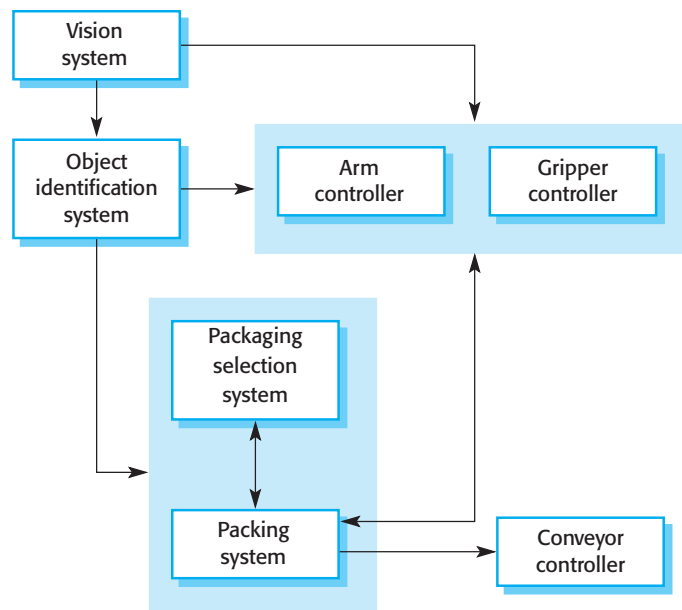 Vision
system
Object
identification
system
Arm
controller
Gripper
controller
Packaging
selection
system
Packing
system
Conveyor
controller